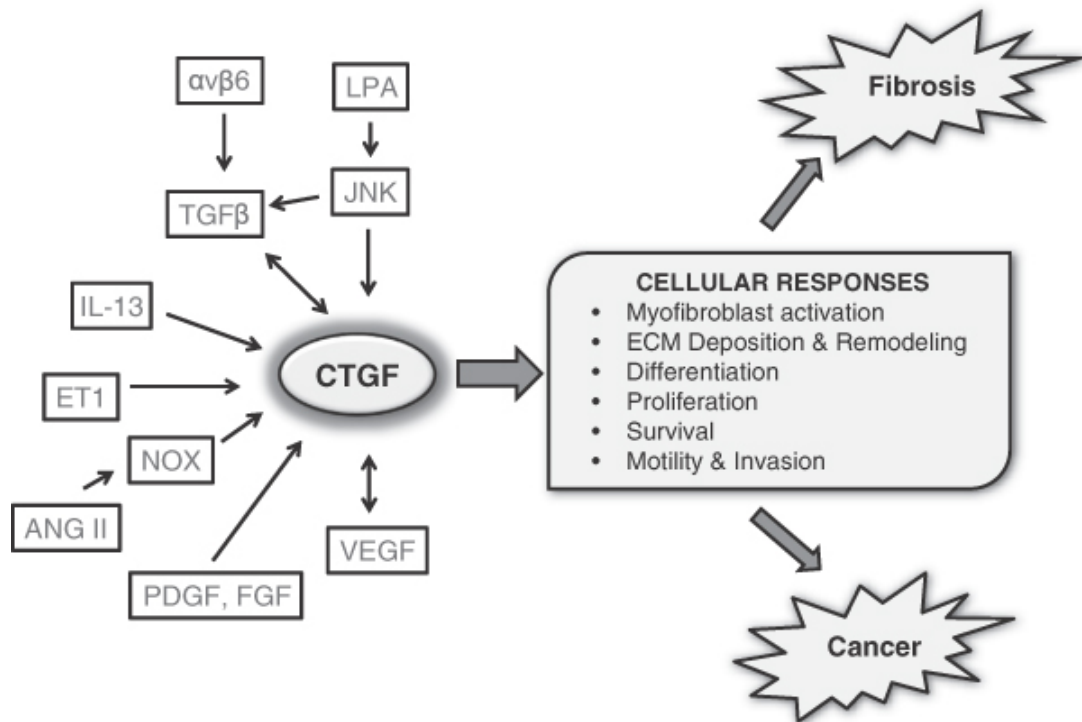 αvβ6
LPA
TGFβ
JNK
IL-13
CTGF
ET1
NOX
ANG II
VEGF
PDGF, FGF
CELLULAR RESPONSES
• Myofibroblast activation
• ECM Deposition & Remodeling
• Differentiation
• Proliferation
• Survival
• Motility & Invasion
Fibrosis
Cancer